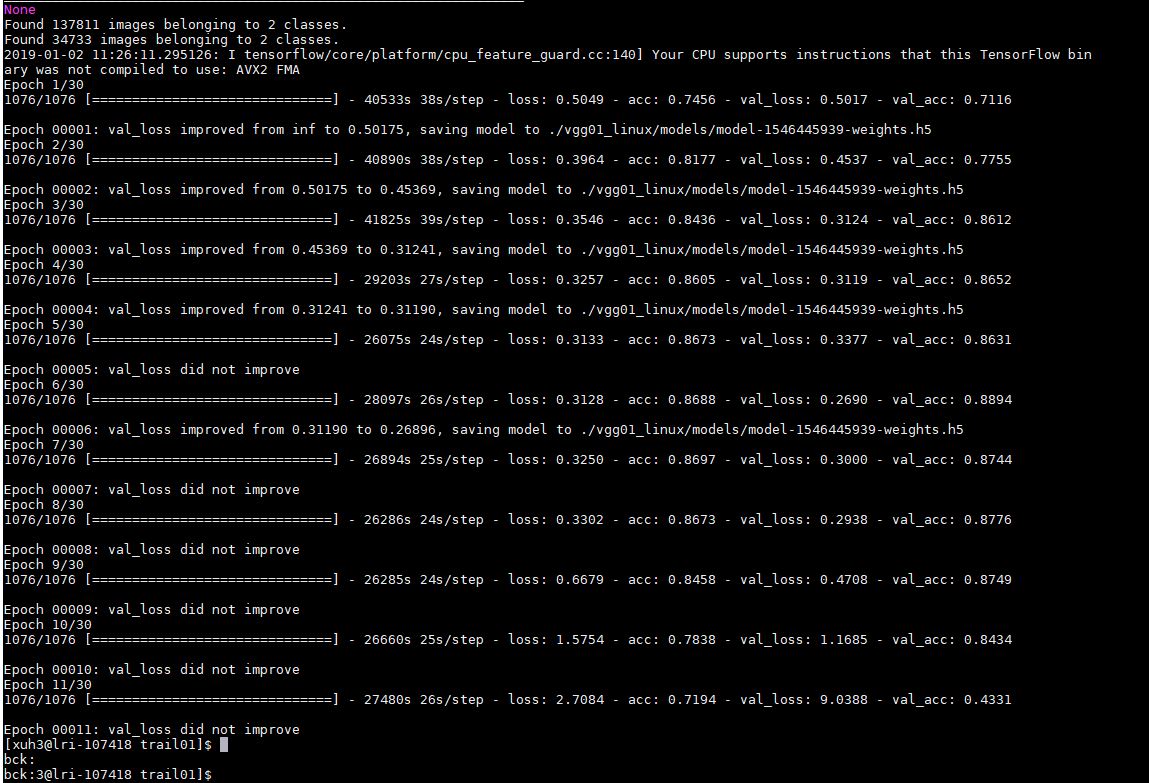 None
Found 137811 images belonging to 2 classes.
Found 34733 images belonging to 2 classes.
2019-01-02 11:26:11.295126: I tensorflow/core/platform/cpu_feature_guard.cc:140] Your CPU supports instructions that this TensorFlow bin
ary was not compiled to use: AVX2 FMA
Epoch 1/30
1076/1076 [==============================] - 40533s 38s/step - loss: 0.5049 - acc: 0.7456 - val_loss: 0.5017 - val_acc: 0.7116
Epoch 00001: val_loss improved from inf to 0.50175, saving model to ./vgg01_linux/models/model-1546445939-weights.h5
Epoch 2/30
1076/1076 [==============================] - 40890s 38s/step - loss: 0.3964 - acc: 0.8177 - val_loss: 0.4537 - val_acc: 0.7755
Epoch 00002: val_loss improved from 0.50175 to 0.45369, saving model to ./vgg01_linux/models/model-1546445939-weights.h5
Epoch 3/30
1076/1076 [==============================] - 41825s 39s/step - loss: 0.3546 - acc: 0.8436 - val_loss: 0.3124 - val_acc: 0.8612
Epoch 00003: val_loss improved from 0.45369 to 0.31241, saving model to ./vgg01_linux/models/model-1546445939-weights.h5
Epoch 4/30
1076/1076 [==============================] - 29203s 27s/step - loss: 0.3257 - acc: 0.8605 - val_loss: 0.3119 - val_acc: 0.8652
Epoch 00004: val_loss improved from 0.31241 to 0.31190, saving model to ./vgg01_linux/models/model-1546445939-weights.h5
Epoch 5/30
1076/1076 [==============================] - 26075s 24s/step - loss: 0.3133 - acc: 0.8673 - val_loss: 0.3377 - val_acc: 0.8631
Epoch 00005: val_loss did not improve
Epoch 6/30
1076/1076 [==============================] - 28097s 26s/step - loss: 0.3128 - acc: 0.8688 - val_loss: 0.2690 - val_acc: 0.8894
Epoch 00006: val_loss improved from 0.31190 to 0.26896, saving model to ./vgg01_linux/models/model-1546445939-weights.h5
Epoch 7/30
1076/1076 [==============================] - 26894s 25s/step - loss: 0.3250 - acc: 0.8697 - val_loss: 0.3000 - val_acc: 0.8744
Epoch 00007: val_loss did not improve
Epoch 8/30
1076/1076 [==============================] - 26286s 24s/step - loss: 0.3302 - acc: 0.8673 - val_loss: 0.2938 - val_acc: 0.8776
Epoch 00008: val_loss did not improve
Epoch 9/30
1076/1076 [==============================] - 26285s 24s/step - loss: 0.6679 - acc: 0.8458 - val_loss: 0.4708 - val_acc: 0.8749
Epoch 00009: val_loss did not improve
Epoch 10/30
1076/1076 [==============================] - 26660s 25s/step - loss: 1.5754 - acc: 0.7838 - val_loss: 1.1685 - val_acc: 0.8434
Epoch 00010: val_loss did not improve
Epoch 11/30
1076/1076 [==============================] - 27480s 26s/step - loss: 2.7084 - acc: 0.7194 - val_loss: 9.0388 - val_acc: 0.4331
Epoch 00011: val_loss did not improve
[xuh3@lri-107418 trail01]$
bck:
bck:3@lri-107418 trail01]$